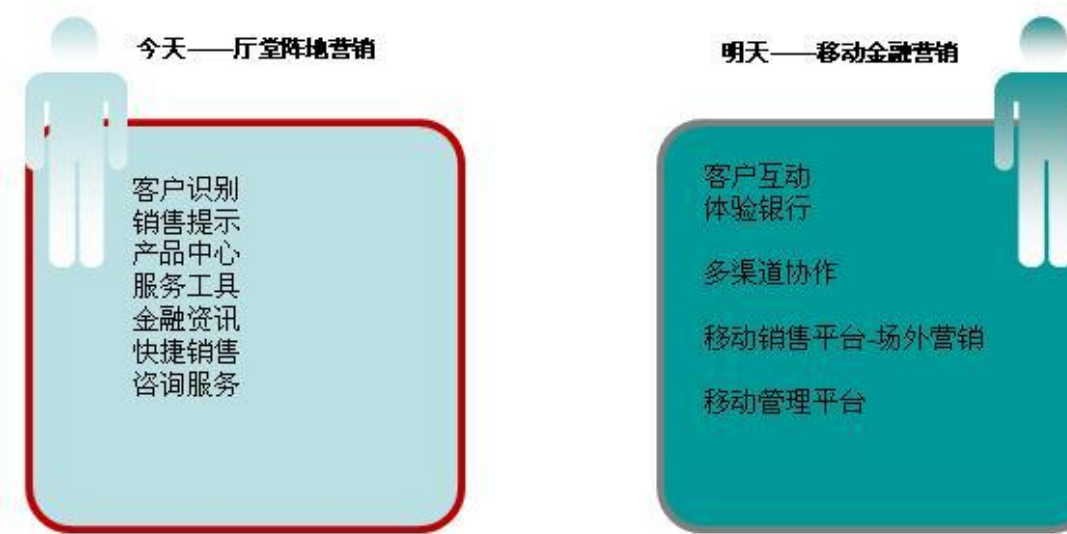 今天——厅堂阵地营销
客户识别
销售提示
产品中心
服务工具
金融资讯
快捷销售
咨询服务
明天——移动金融营销
客户互动
体验银行
多渠道协作
移动销售平台-场外营销
移动管理平台